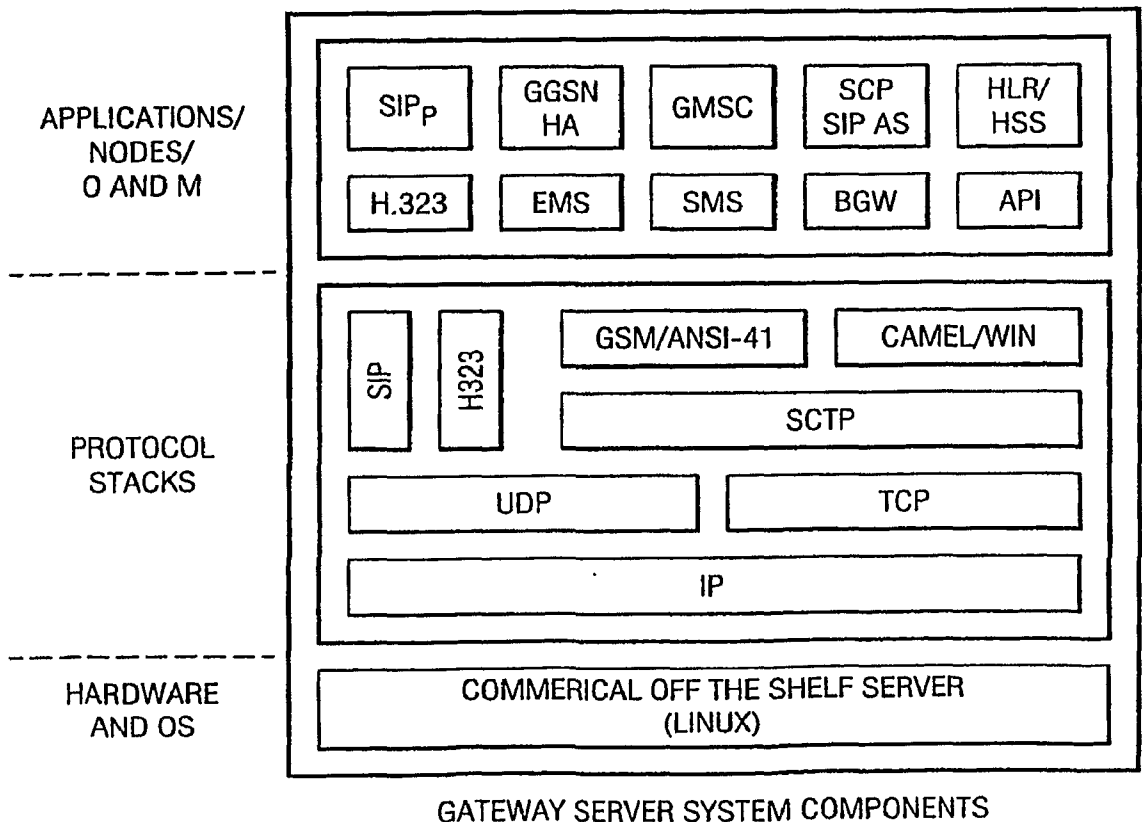 APPLICATIONS/
NODES/
O AND M
SIPP
GGSN
HA
GMSC
SCP
SIP AS
HLR/
HSS
H.323
EMS
SMS
BGW
API
PROTOCOL
STACKS
SIP
H323
GSM/ANSI-41
CAMEL/WIN
SCTP
UDP
TCP
IP
HARDWARE
AND OS
COMMERICAL OFF THE SHELF SERVER
(LINUX)
GATEWAY SERVER SYSTEM COMPONENTS